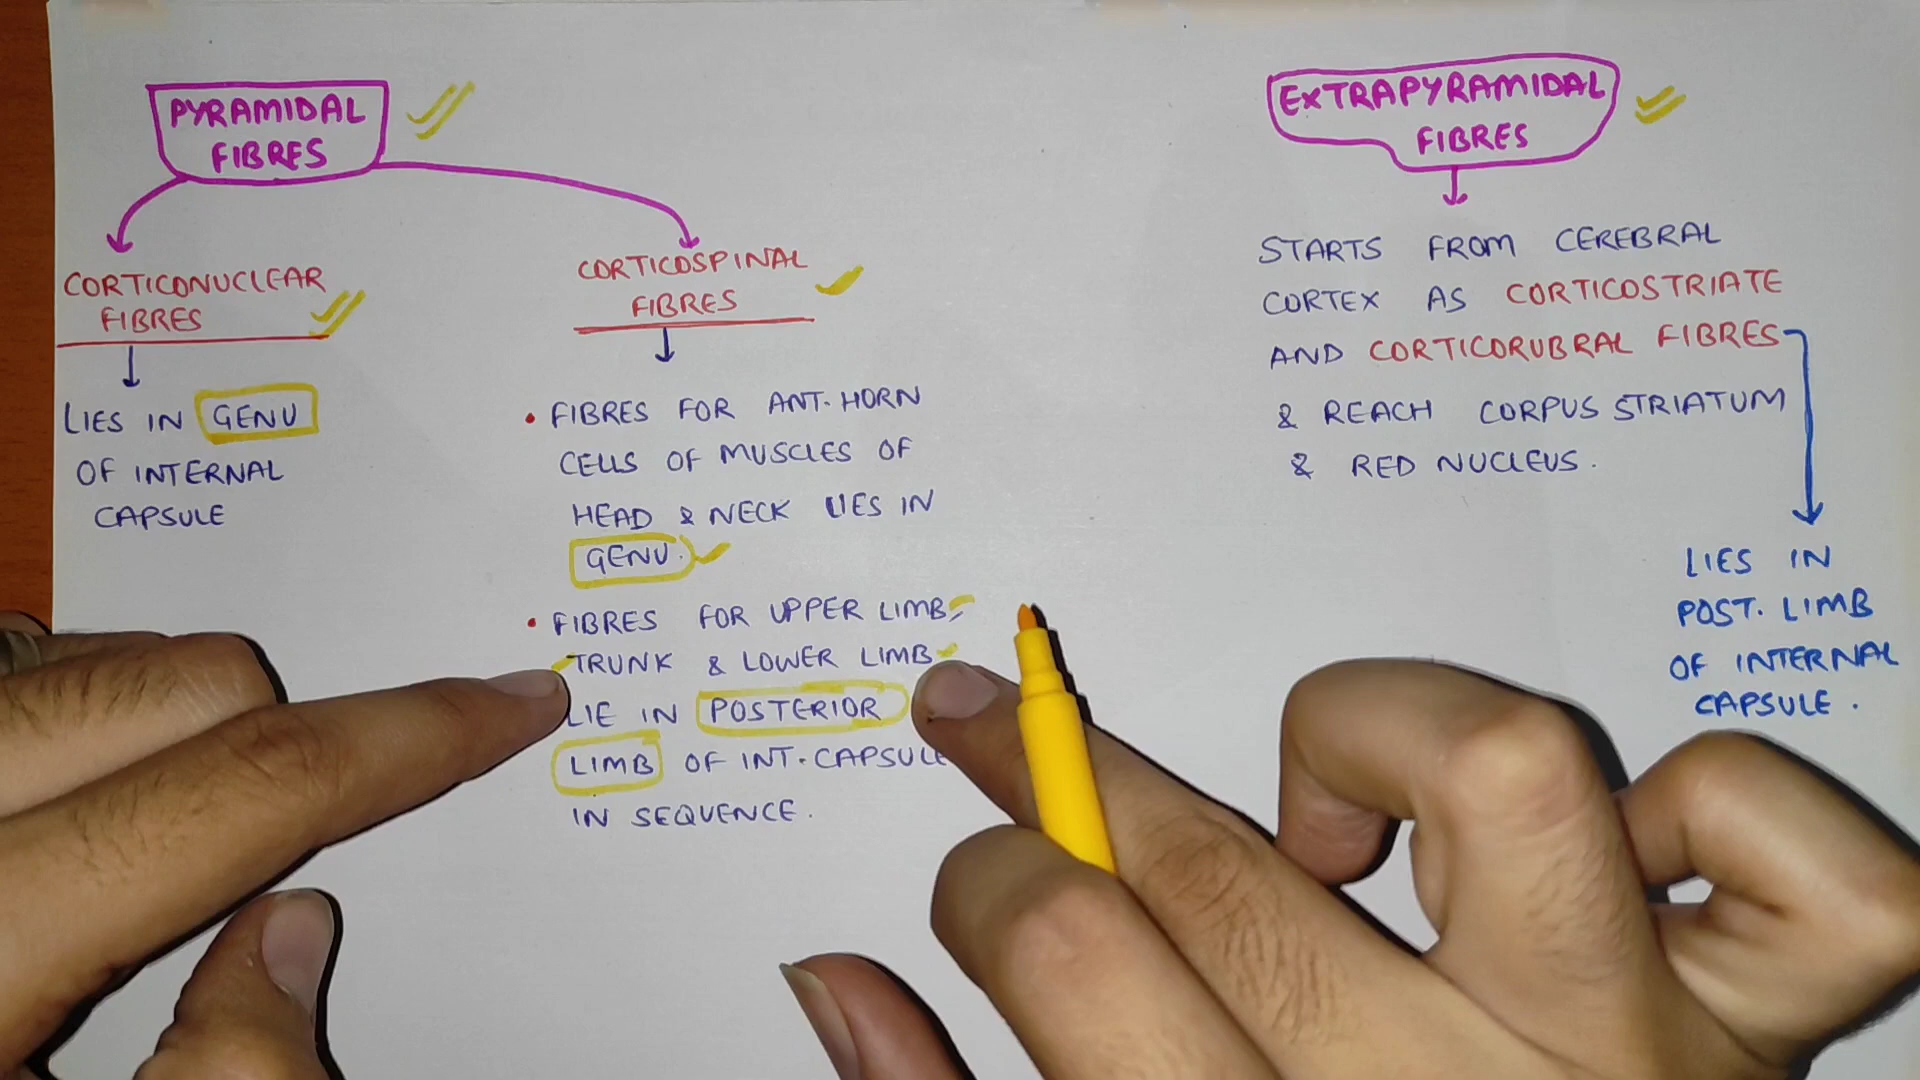 PYRAMIDAL
FIBRES
CORTICONUCLEAR
FIBRES
LIES IN GENU
OF INTERNAL
CAPSULE
CORTICOSPINAL
FIBRES
• FIBRES FOR ANT. HORN
CELLS OF MUSCLES OF
HEAD & NECK LIES IN
GENU.
• FIBRES FOR UPPER LIMB,
TRUNK & LOWER LIMB
LIE IN POSTERIOR
LIMB OF INT. CAPSULE
IN SEQUENCE.
EXTRAPYRAMIDAL
FIBRES
STARTS FROM CEREBRAL
CORTEX AS CORTICOSTRIATE
AND CORTICORUBRAL FIBRES
& REACH CORPUS STRIATUM
& RED NUCLEUS.
LIES IN
POST. LIMB
OF INTERNAL
CAPSULE.